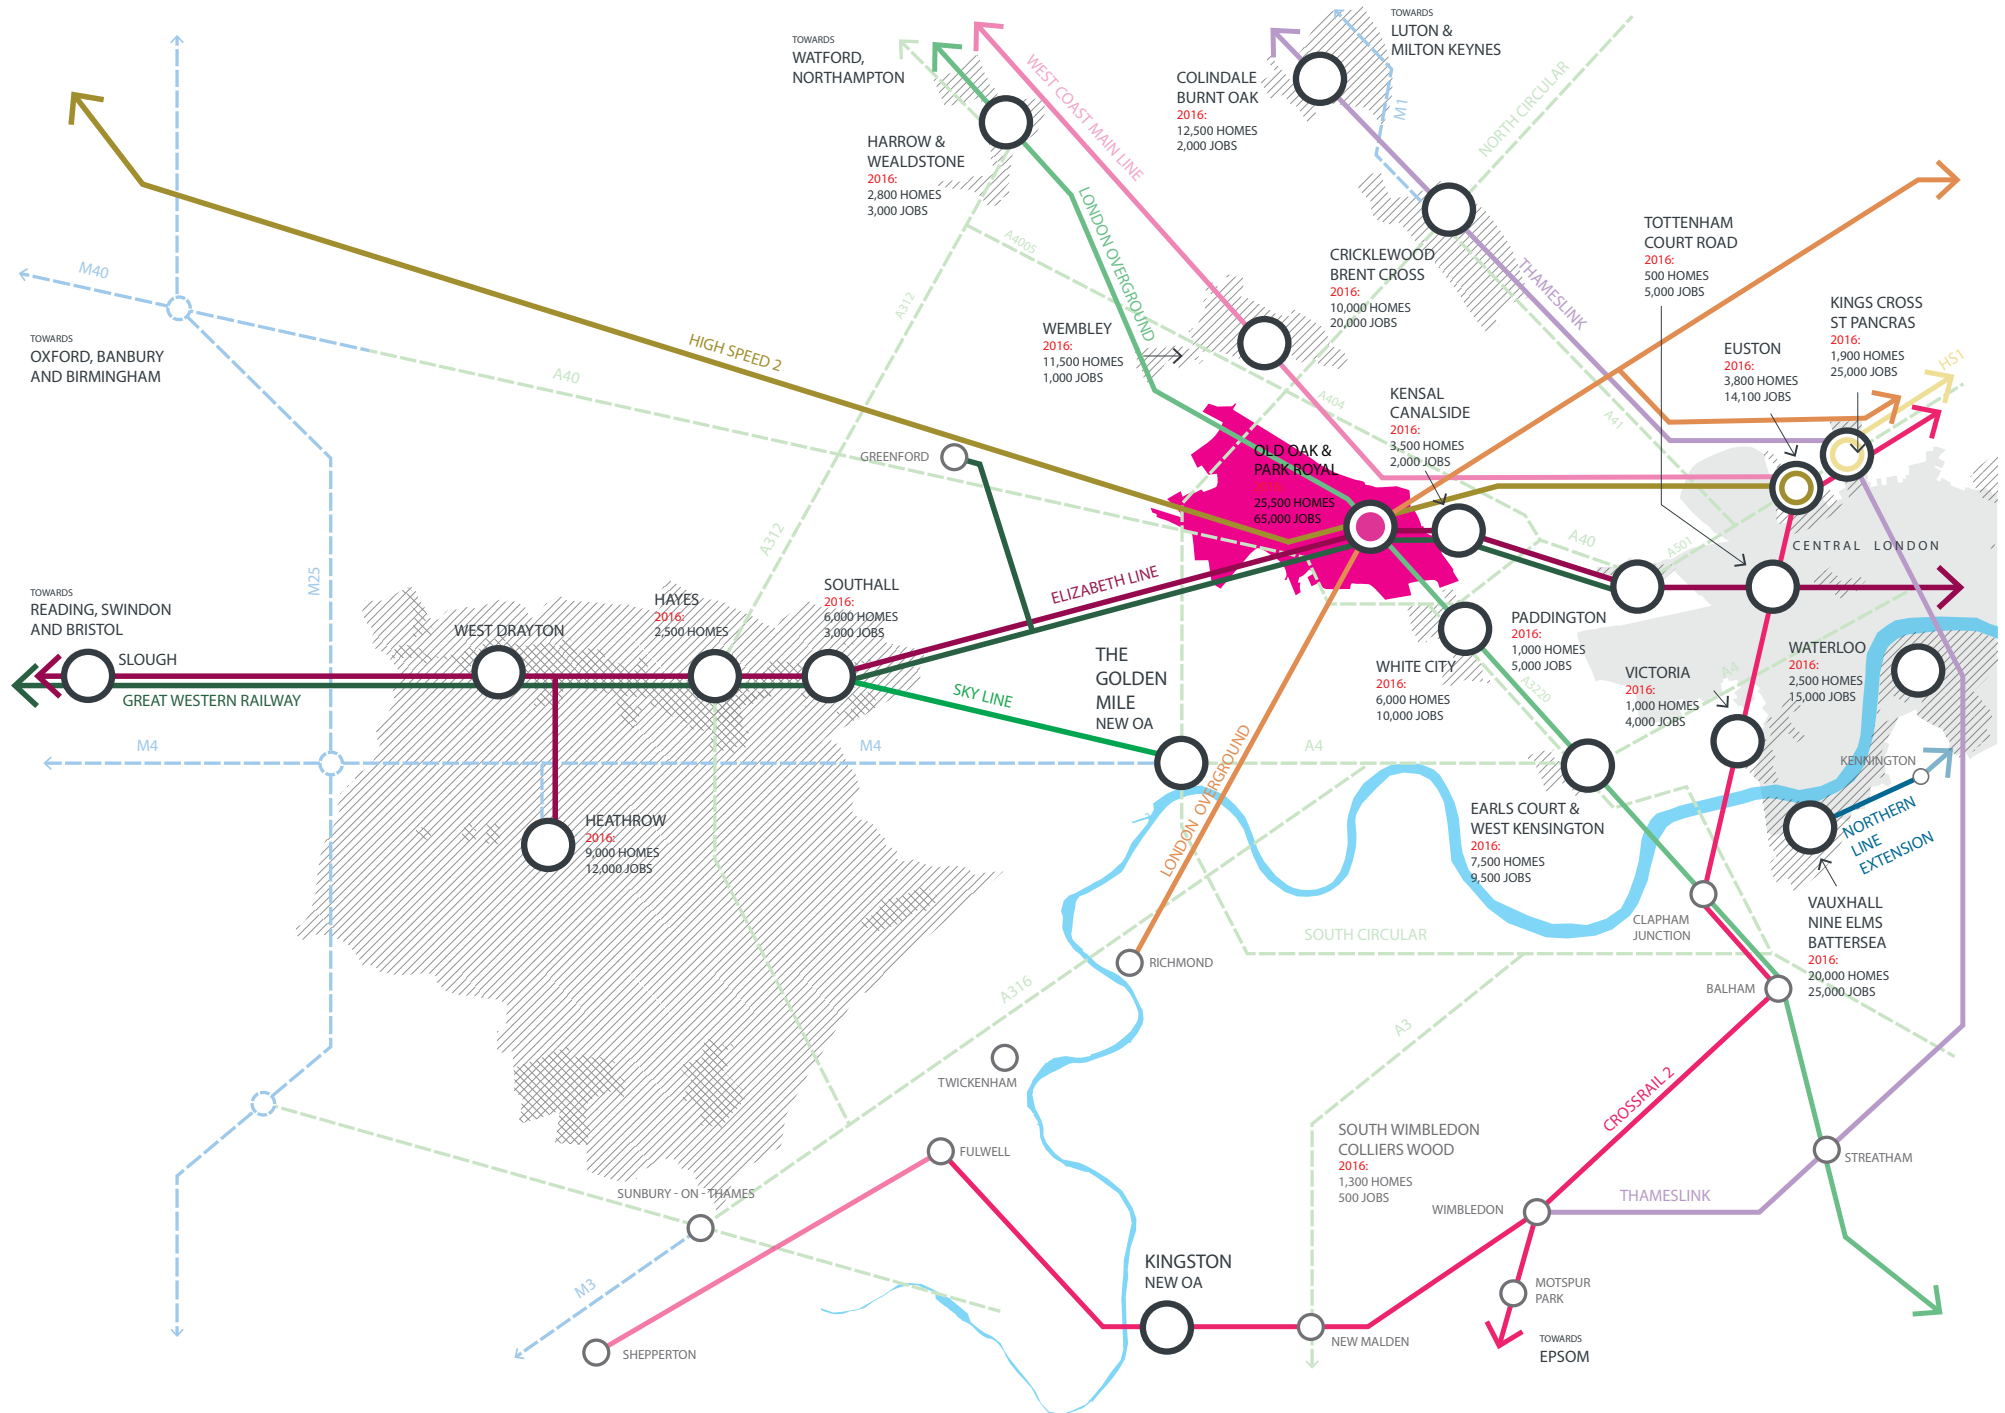 TOWARDS
WATFORD,
NORTHAMPTON
HARROW &
WEALDSTONE
2016:
2,800 HOMES
3,000 JOBS
WEST COAST MAIN LINE
LONDON OVERGROUND
COLINDALE
BURNT OAK
2016:
12,500 HOMES
2,000 JOBS
TOWARDS
LUTON &
MILTON KEYNES
M1
NORTH CIRCULAR
CRICKLEWOOD
BRENT CROSS
2016:
10,000 HOMES
20,000 JOBS
THAMESLINK
TOTTENHAM
COURT ROAD
2016:
500 HOMES
5,000 JOBS
KINGS CROSS
ST PANCRAS
2016:
1,900 HOMES
25,000 JOBS
HS1
EUSTON
2016:
3,800 HOMES
14,100 JOBS
M40
TOWARDS
OXFORD, BANBURY
AND BIRMINGHAM
HIGH SPEED 2
A40
A312
A4005
WEMBLEY
2016:
11,500 HOMES
1,000 JOBS
A404
A41
KENSAL
CANALSIDE
2016:
3,500 HOMES
2,000 JOBS
OLD OAK &
PARK ROYAL
2016:
25,500 HOMES
65,000 JOBS
GREENFORD
A312
A40
A501
CENTRAL LONDON
M25
TOWARDS
READING, SWINDON
AND BRISTOL
SLOUGH
GREAT WESTERN RAILWAY
WEST DRAYTON
HAYES
2016:
2,500 HOMES
SOUTHALL
2016:
6,000 HOMES
3,000 JOBS
ELIZABETH LINE
SKY LINE
THE
GOLDEN
MILE
NEW OA
WHITE CITY
2016:
6,000 HOMES
10,000 JOBS
PADDINGTON
2016:
1,000 HOMES
5,000 JOBS
A3220
VICTORIA
2016:
1,000 HOMES
4,000 JOBS
A4
WATERLOO
2016:
2,500 HOMES
15,000 JOBS
M4
M4
A4
KENNINGTON
NORTHERN
LINE
EXTENSION
HEATHROW
2016:
9,000 HOMES
12,000 JOBS
LONDON OVERGROUND
EARLS COURT &
WEST KENSINGTON
2016:
7,500 HOMES
9,500 JOBS
VAUXHALL
NINE ELMS
BATTERSEA
2016:
20,000 HOMES
25,000 JOBS
CLAPHAM
JUNCTION
SOUTH CIRCULAR
RICHMOND
BALHAM
A316
A3
TWICKENHAM
CROSSRAIL 2
SOUTH WIMBLEDON
COLLIERS WOOD
2016:
1,300 HOMES
500 JOBS
FULWELL
STREATHAM
SUNBURY - ON - THAMES
WIMBLEDON
THAMESLINK
M3
KINGSTON
NEW OA
MOTSPUR
PARK
SHEPPERTON
NEW MALDEN
TOWARDS
EPSOM